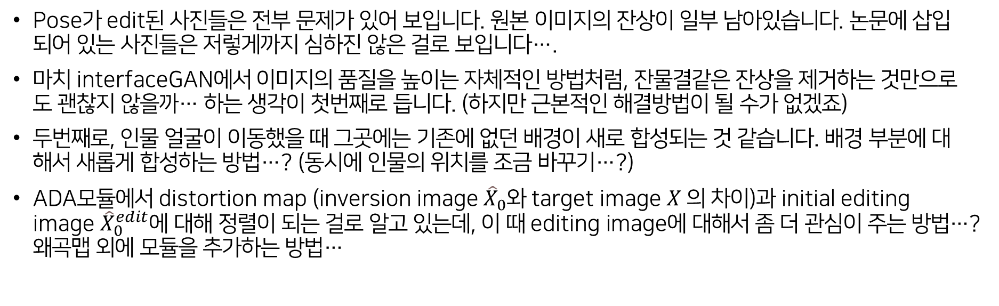 • Pose가 edit된 사진들은 전부 문제가 있어 보입니다. 원본 이미지의 잔상이 일부 남아있습니다. 논문에 삽입
되어 있는 사진들은 저렇게까지 심하진 않은 걸로 보입니다….
• 마치 interfaceGAN에서 이미지의 품질을 높이는 자체적인 방법처럼, 잔물결같은 잔상을 제거하는 것만으로
도 괜찮지 않을까… 하는 생각이 첫번째로 듭니다. (하지만 근본적인 해결방법이 될 수가 없겠죠)
• 두번째로, 인물 얼굴이 이동했을 때 그곳에는 기존에 없던 배경이 새로 합성되는 것 같습니다. 배경 부분에 대
해서 새롭게 합성하는 방법…? (동시에 인물의 위치를 조금 바꾸기…?)
• ADA모듈에서 distortion map (inversion image X̂₀와 target image X 의 차이)과 initial editing
image X̂₀ᵉᵈⁱᵗ에 대해 정렬이 되는 걸로 알고 있는데, 이 때 editing image에 대해서 좀 더 관심이 주는 방법…?
왜곡맵 외에 모듈을 추가하는 방법…